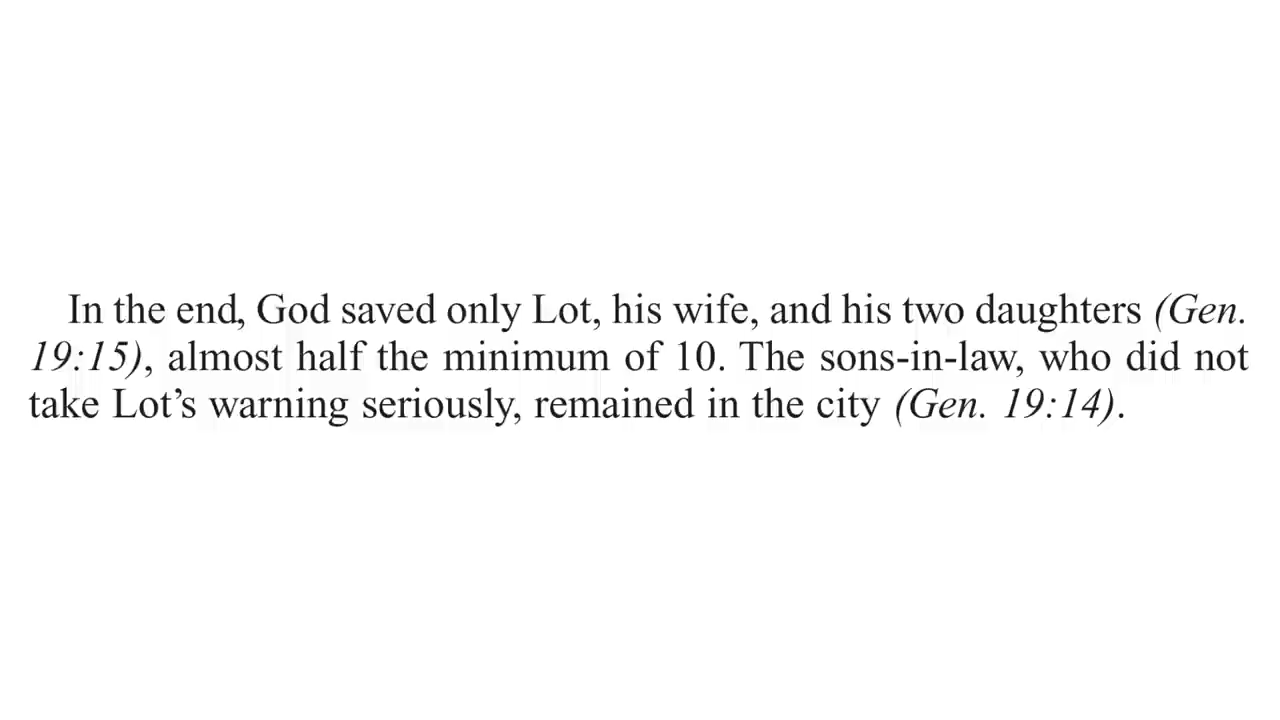 In the end, God saved only Lot, his wife, and his two daughters (Gen.
19:15), almost half the minimum of 10. The sons-in-law, who did not
take Lot’s warning seriously, remained in the city (Gen. 19:14).